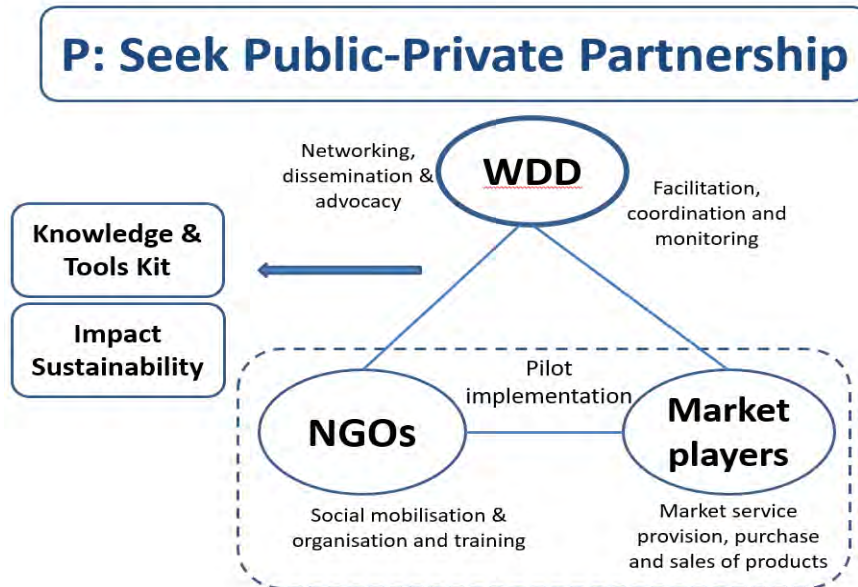 P: Seek Public-Private Partnership
Networking,
dissemination &
advocacy
WDD
Facilitation,
coordination and
monitoring
Knowledge &
Tools Kit
Impact
Sustainability
Pilot
implementation
NGOs
Market
players
Social mobilisation &
organisation and training
Market service
provision, purchase
and sales of products